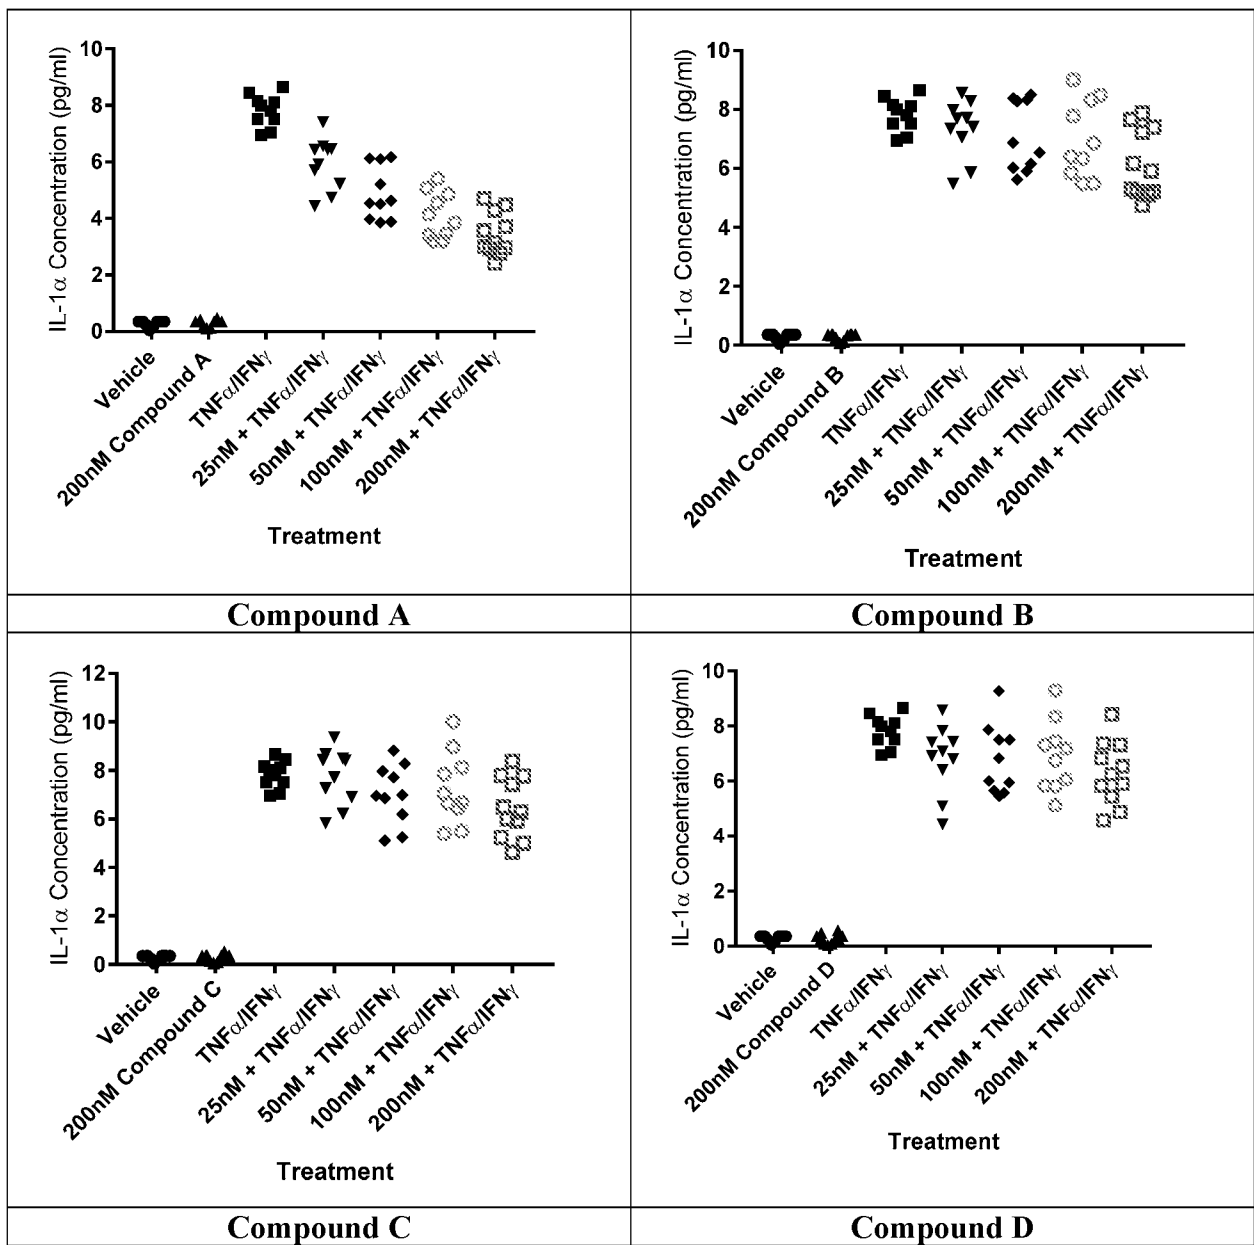 10
8
6
4
2
0
IL-1α Concentration (pg/ml)
Vehicle
200nM Compound A
TNFα/IFNγ
25nM + TNFα/IFNγ
50nM + TNFα/IFNγ
100nM + TNFα/IFNγ
200nM + TNFα/IFNγ
Treatment
10
8
6
4
2
0
IL-1α Concentration (pg/ml)
Vehicle
200nM Compound B
TNFα/IFNγ
25nM + TNFα/IFNγ
50nM + TNFα/IFNγ
100nM + TNFα/IFNγ
200nM + TNFα/IFNγ
Treatment
Compound A
Compound B
12
10
8
6
4
2
0
IL-1α Concentration (pg/ml)
Vehicle
200nM Compound C
TNFα/IFNγ
25nM + TNFα/IFNγ
50nM + TNFα/IFNγ
100nM + TNFα/IFNγ
200nM + TNFα/IFNγ
Treatment
10
8
6
4
2
0
IL-1α Concentration (pg/ml)
Vehicle
200nM Compound D
TNFα/IFNγ
25nM + TNFα/IFNγ
50nM + TNFα/IFNγ
100nM + TNFα/IFNγ
200nM + TNFα/IFNγ
Treatment
Compound C
Compound D